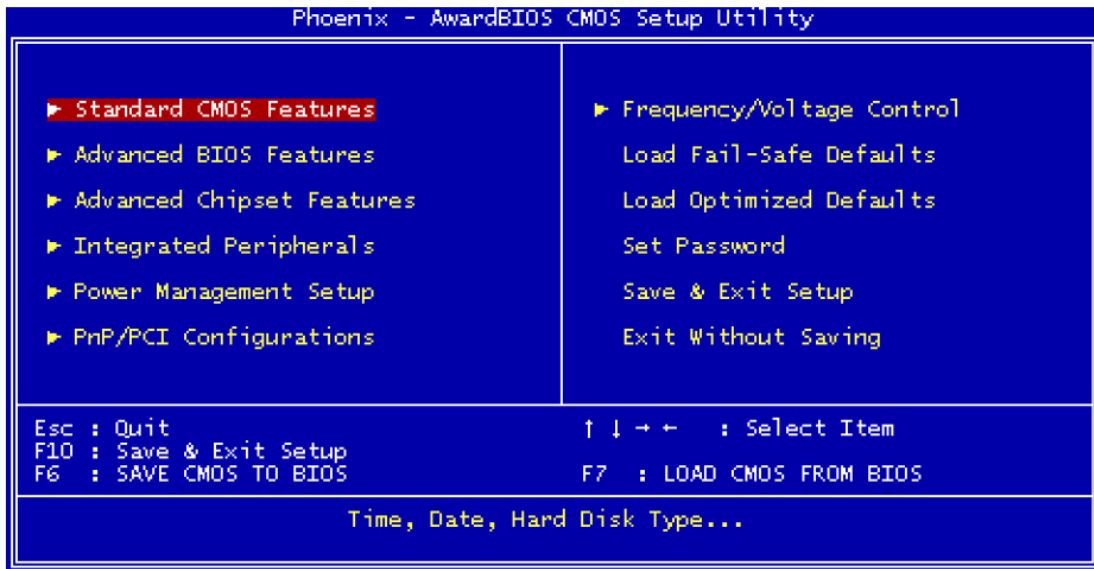 Phoenix - AwardBIOS CMOS Setup Utility
► Standard CMOS Features
► Advanced BIOS Features
► Advanced Chipset Features
► Integrated Peripherals
► Power Management Setup
► PnP/PCI Configurations
► Frequency/Voltage Control
Load Fail-Safe Defaults
Load Optimized Defaults
Set Password
Save & Exit Setup
Exit Without Saving
Esc : Quit
F10 : Save & Exit Setup
F6 : SAVE CMOS TO BIOS
↑ ↓ → ← : Select Item
F7 : LOAD CMOS FROM BIOS
Time, Date, Hard Disk Type...